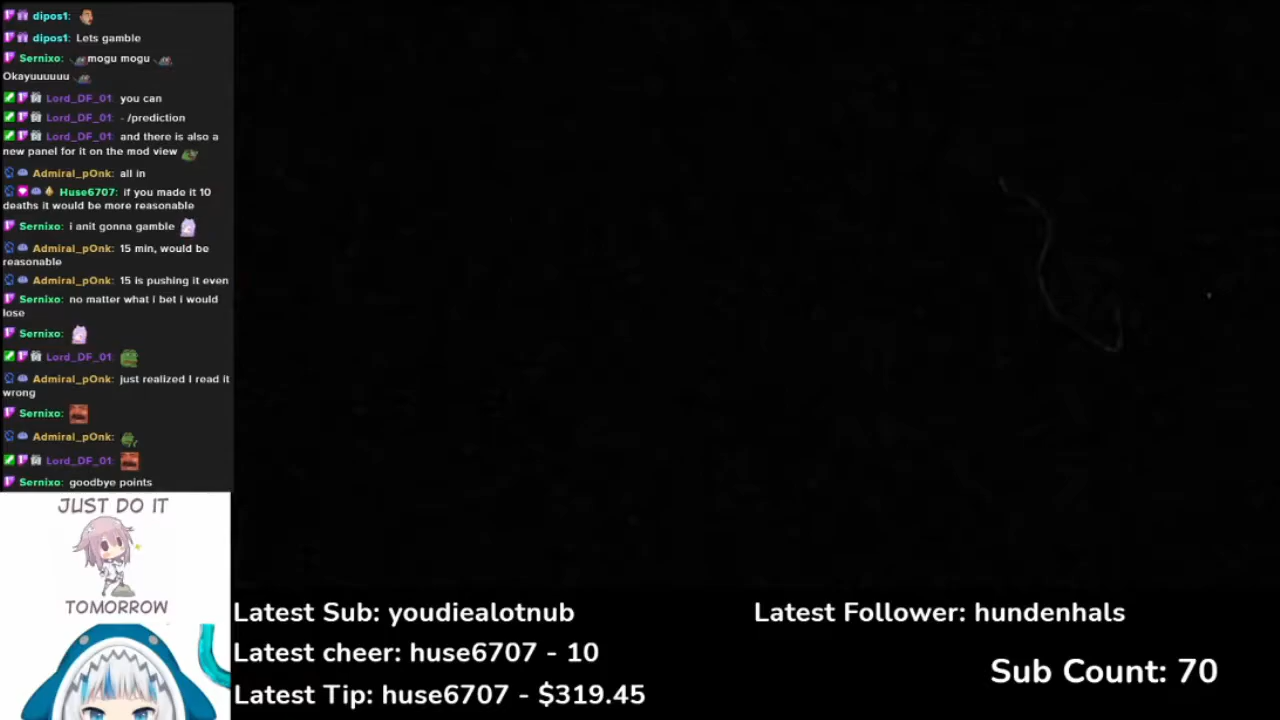 dipos1:
dipos1: Lets gamble
Sernixo: mogu mogu
Okayuuuuuu
Lord_DF_01: you can
Lord_DF_01: - /prediction
Lord_DF_01: and there is also a
new panel for it on the mod view
Admiral_pOnk: all in
Huse6707: if you made it 10
deaths it would be more reasonable
Sernixo: i anit gonna gamble
Admiral_pOnk: 15 min, would be
reasonable
Admiral_pOnk: 15 is pushing it even
Sernixo: no matter what i bet i would
lose
Sernixo:
Lord_DF_01:
Admiral_pOnk: just realized I read it
wrong
Sernixo:
Admiral_pOnk:
Lord_DF_01:
Sernixo: goodbye points
JUST DO IT
TOMORROW
Latest Sub: youdiealotnub
Latest Follower: hundenhals
Latest cheer: huse6707 - 10
Sub Count: 70
Latest Tip: huse6707 - $319.45